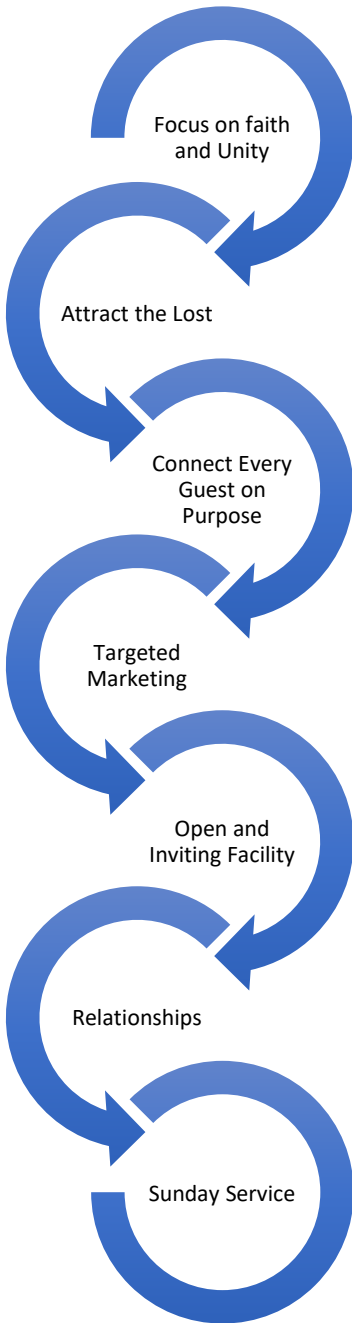 Focus on faith
and Unity
Attract the Lost
Connect Every
Guest on
Purpose
Targeted
Marketing
Open and
Inviting Facility
Relationships
Sunday Service